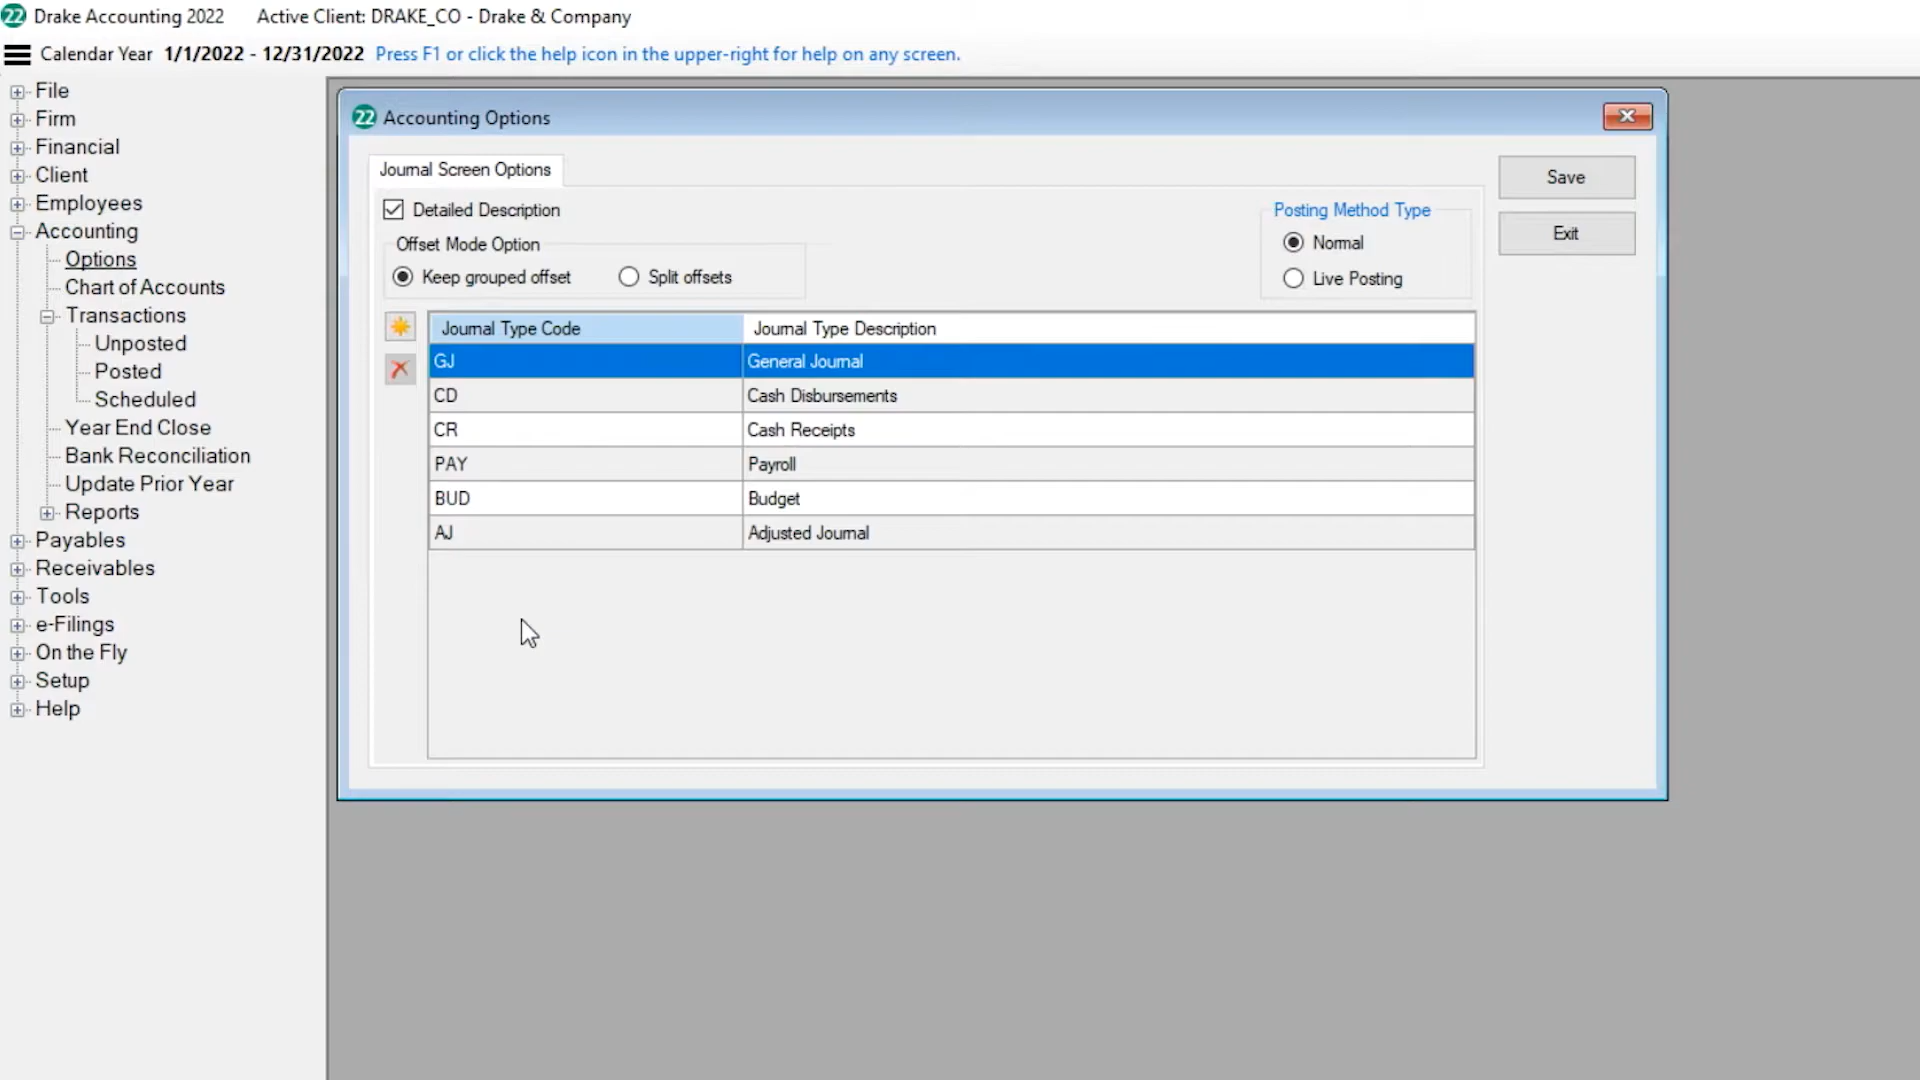 22 Drake Accounting 2022 Active Client: DRAKE_CO - Drake & Company
Calendar Year 1/1/2022 - 12/31/2022 Press F1 or click the help icon in the upper-right for help on any screen.
File
Firm
Financial
Client
Employees
Accounting
Options
Chart of Accounts
Transactions
Unposted
Posted
Scheduled
Year End Close
Bank Reconciliation
Update Prior Year
Reports
Payables
Receivables
Tools
e-Filings
On the Fly
Setup
Help
22 Accounting Options
Journal Screen Options
Detailed Description
Offset Mode Option
Keep grouped offset Split offsets
Posting Method Type
Normal
Live Posting
Save
Exit
Journal Type Code Journal Type Description
GJ General Journal
CD Cash Disbursements
CR Cash Receipts
PAY Payroll
BUD Budget
AJ Adjusted Journal